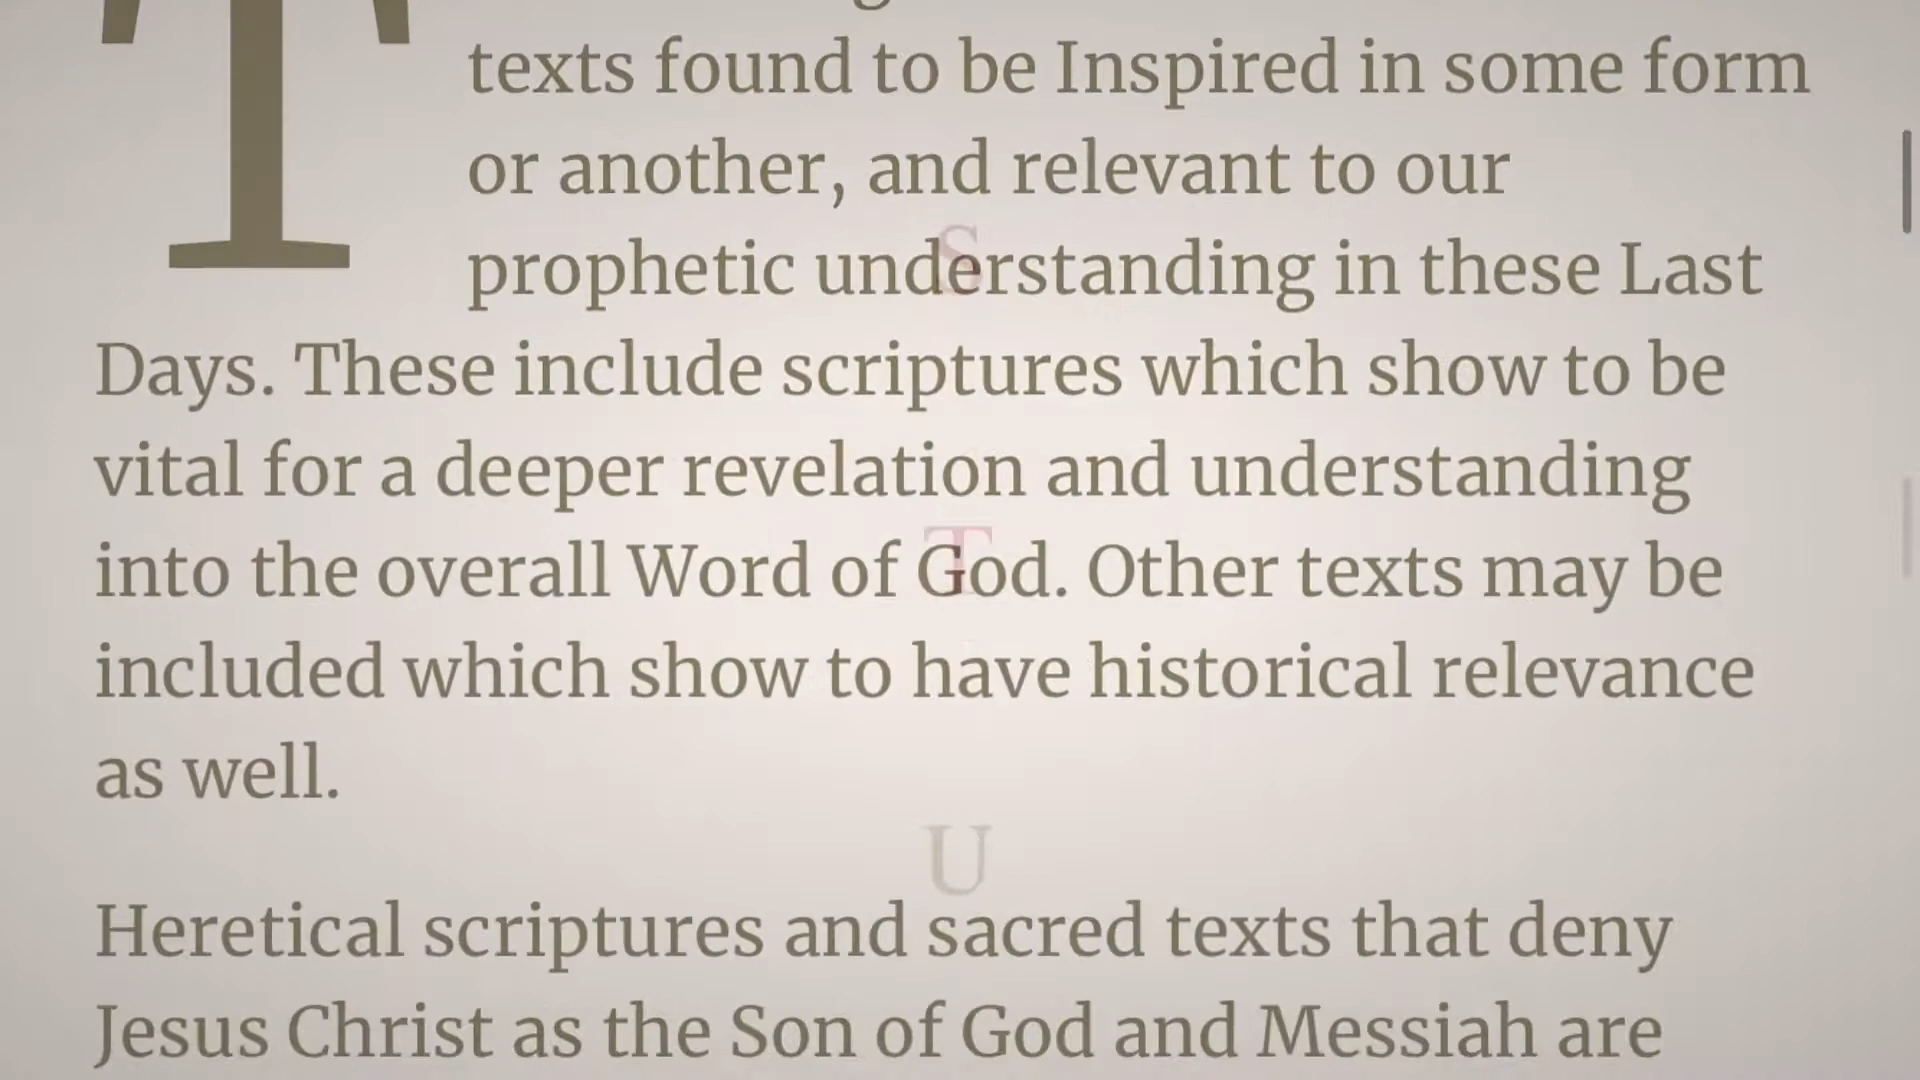 T
texts found to be Inspired in some form
or another, and relevant to our
S
prophetic understanding in these Last
Days. These include scriptures which show to be
vital for a deeper revelation and understanding
T
into the overall Word of God. Other texts may be
included which show to have historical relevance
as well.
U
Heretical scriptures and sacred texts that deny
Jesus Christ as the Son of God and Messiah are